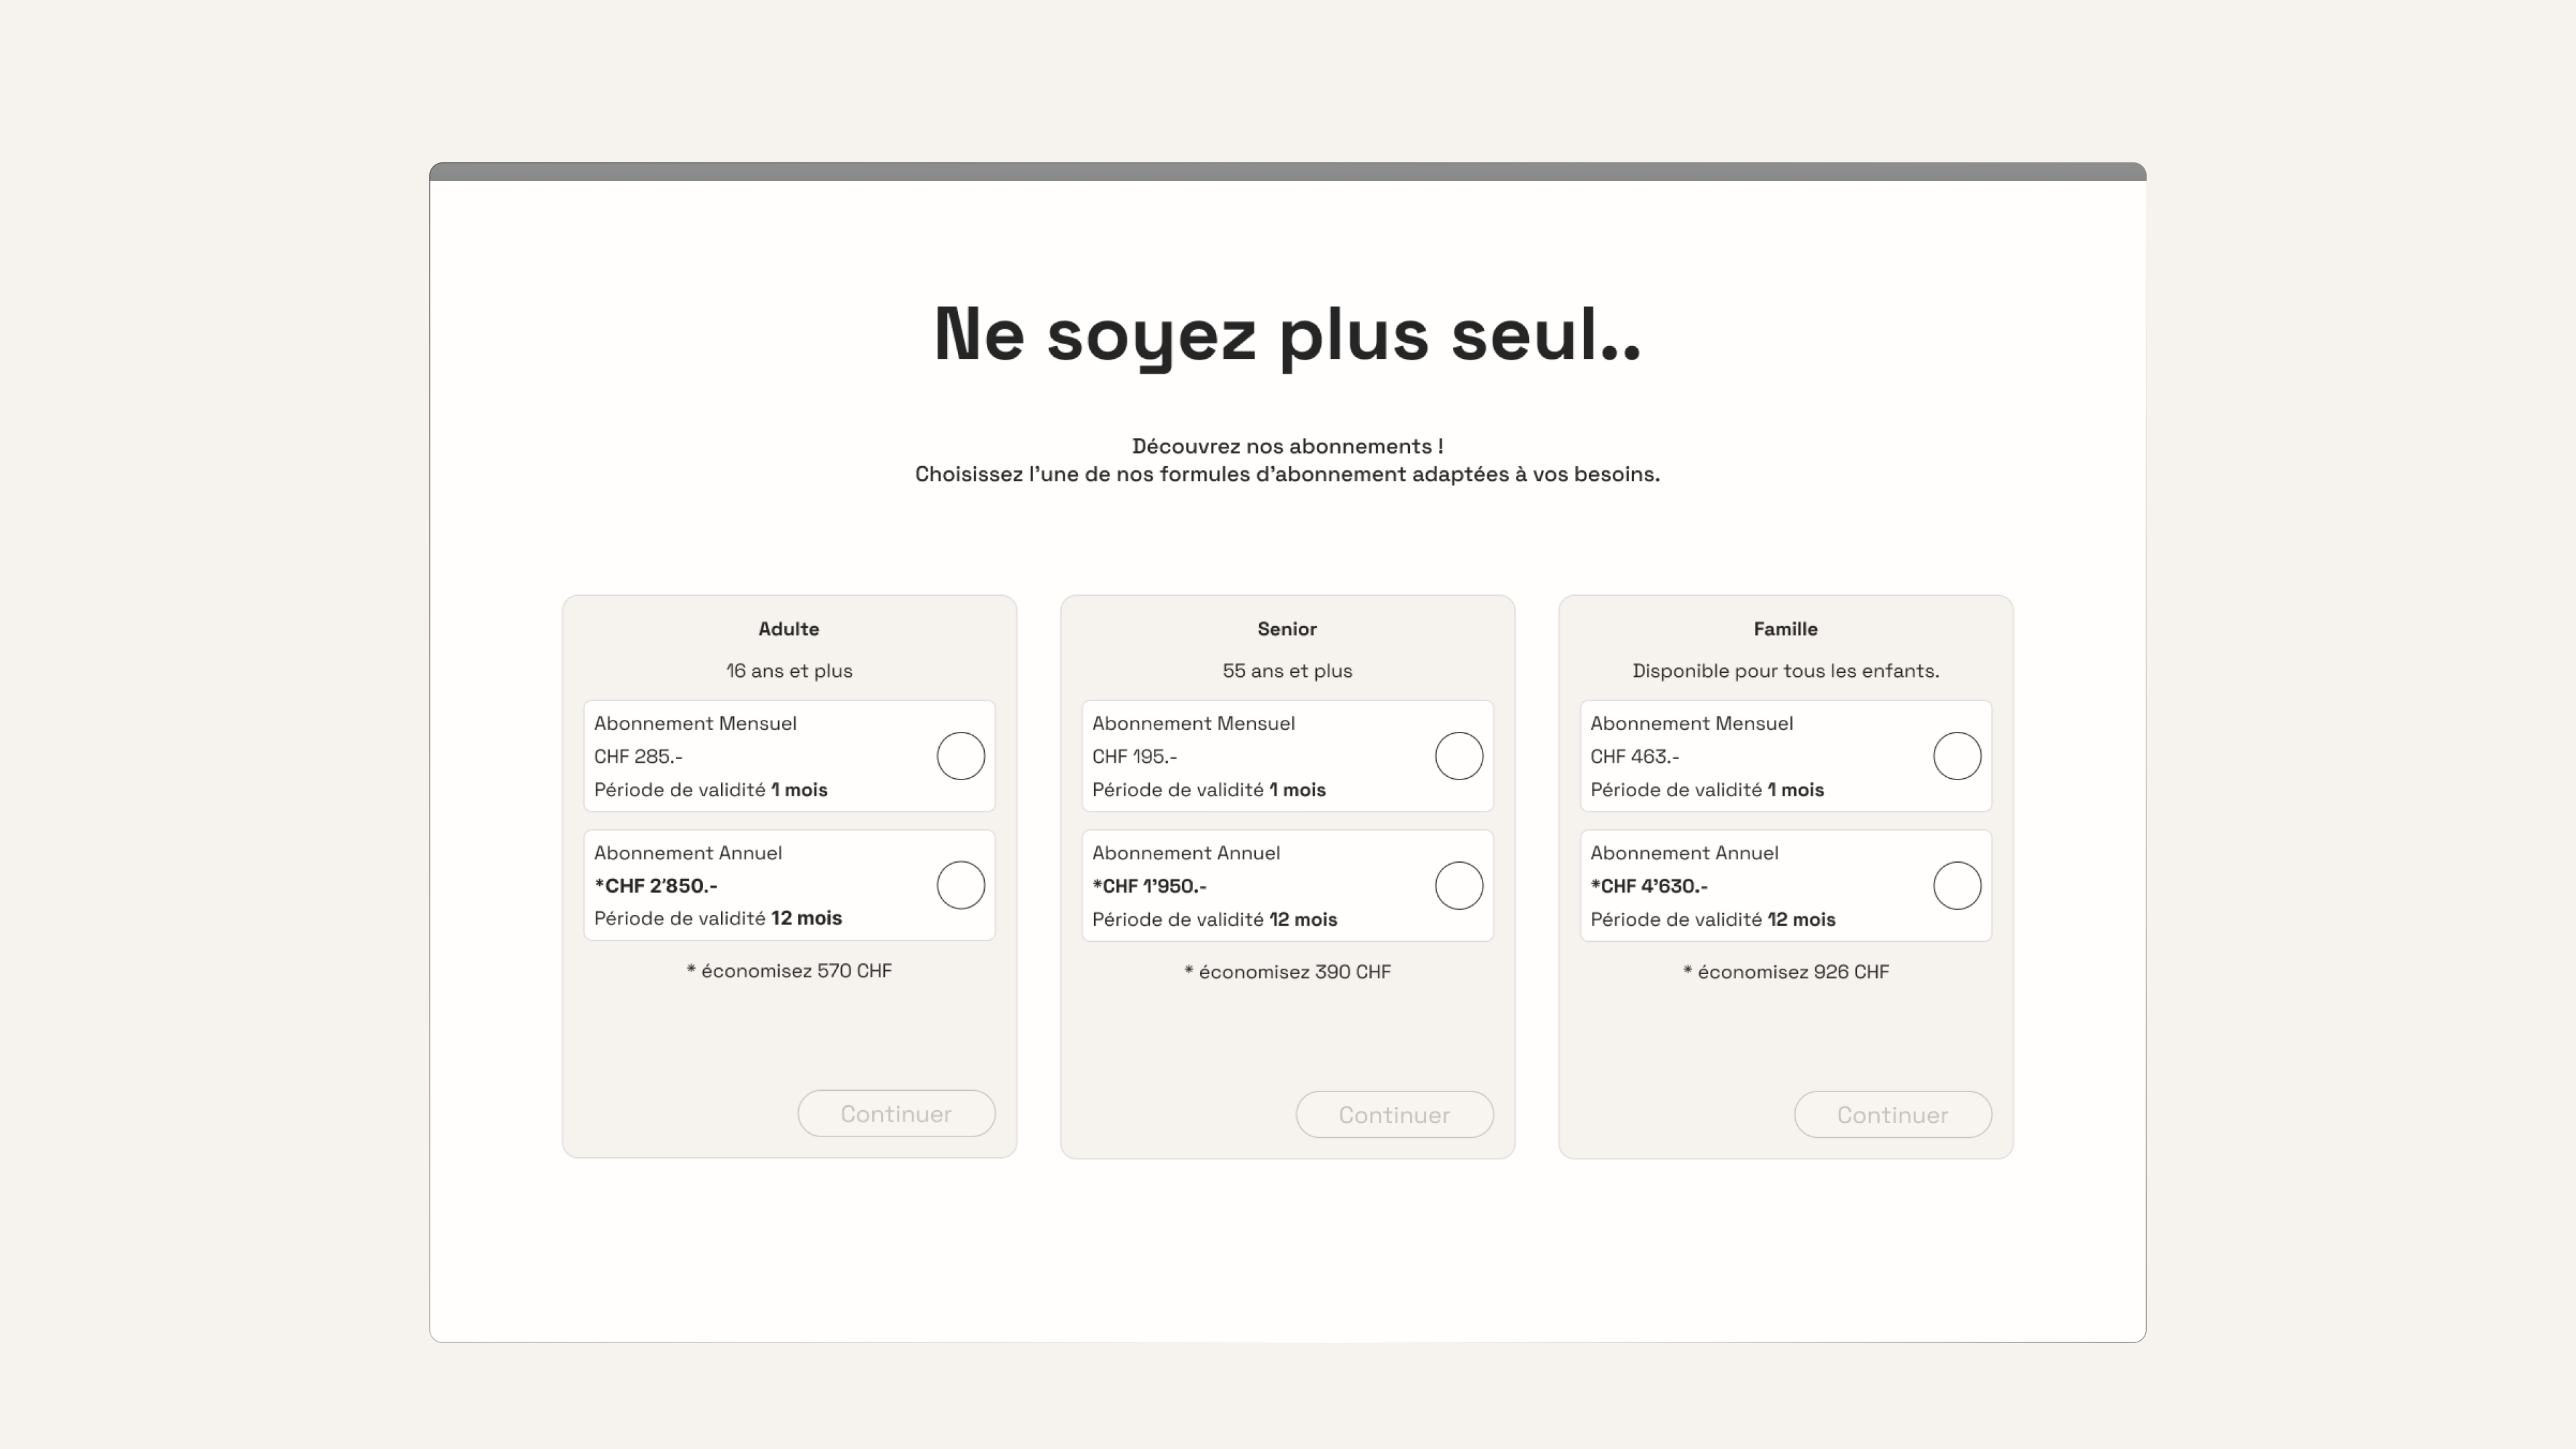 Ne soyez plus seul..
Découvrez nos abonnements !
Choisissez l’une de nos formules d’abonnement adaptées à vos besoins.
Adulte
16 ans et plus
Abonnement Mensuel
CHF 285.-
Période de validité 1 mois
Abonnement Annuel
*CHF 2’850.-
Période de validité 12 mois
* économisez 570 CHF
Continuer
Senior
55 ans et plus
Abonnement Mensuel
CHF 195.-
Période de validité 1 mois
Abonnement Annuel
*CHF 1’950.-
Période de validité 12 mois
* économisez 390 CHF
Continuer
Famille
Disponible pour tous les enfants.
Abonnement Mensuel
CHF 463.-
Période de validité 1 mois
Abonnement Annuel
*CHF 4’630.-
Période de validité 12 mois
* économisez 926 CHF
Continuer